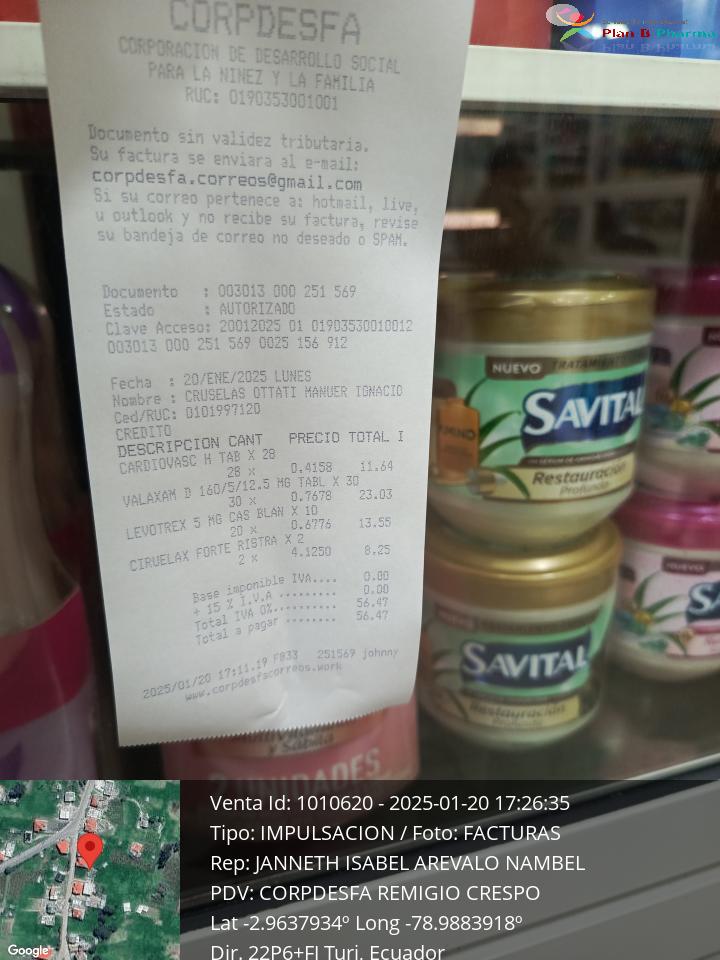 Plan B Pharma
CORPDESFA
CORPORACION DE DESARROLLO SOCIAL
PARA LA NINEZ Y LA FAMILIA
RUC: 0190353001001
Documento sin validez tributaria.
Su factura se enviara al e-mail:
corpdesfa.correos@gmail.com
Si su correo pertenece a: hotmail, live,
u outlook y no recibe su factura, revise
su bandeja de correo no deseado o SPAM.
Documento : 003013 000 251 569
Estado : AUTORIZADO
Clave Acceso: 20012025 01 01903530010012
003013 000 251 569 0025 156 912
Fecha : 20/ENE/2025 LUNES
Nombre : CRUSELAS OTTATI MANUER IGNACIO
Ced/RUC: 0101997120
CREDITO
DESCRIPCION CANT PRECIO TOTAL I
CARDIOVASC H TAB X 28
28 x 0.4158 11.64
VALAXAM D 160/5/12.5 MG TABL X 30
30 x 0.7678 23.03
LEVOTREX 5 MG CAS BLAN X 10
20 x 0.6776 13.55
CIRUELAX FORTE RISTRA X 2
2 x 4.1250 8.25
Base imponible IVA.... 0.00
+ 15 % I.V.A ......... 0.00
Total IVA 0%.......... 56.47
Total a pagar ........ 56.47
2025/01/20 17:11.19 F833 251569 johnny
www.corpdesfacorreos.work
NUEVO TRATAMIENTO
SAVITAL
Restauración
Profunda
NUEVO
SAVITAL
Restauración
Profunda
y Sábila
2 UNIDADES
Venta Id: 1010620 - 2025-01-20 17:26:35
Tipo: IMPULSACION / Foto: FACTURAS
Rep: JANNETH ISABEL AREVALO NAMBEL
PDV: CORPDESFA REMIGIO CRESPO
Lat -2.9637934º Long -78.9883918º
Dir. 22P6+FJ Turi, Ecuador
Google